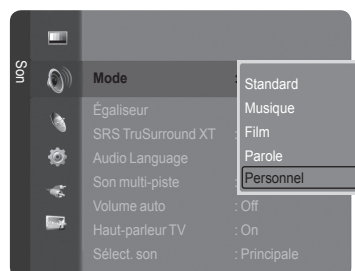 Son
Mode :
Standard
Musique
Film
Parole
Personnel
Égaliseur
SRS TruSurround XT :
Audio Language
Son multi-piste :
Volume auto : Off
Haut-parleur TV : On
Sélect. son : Principale